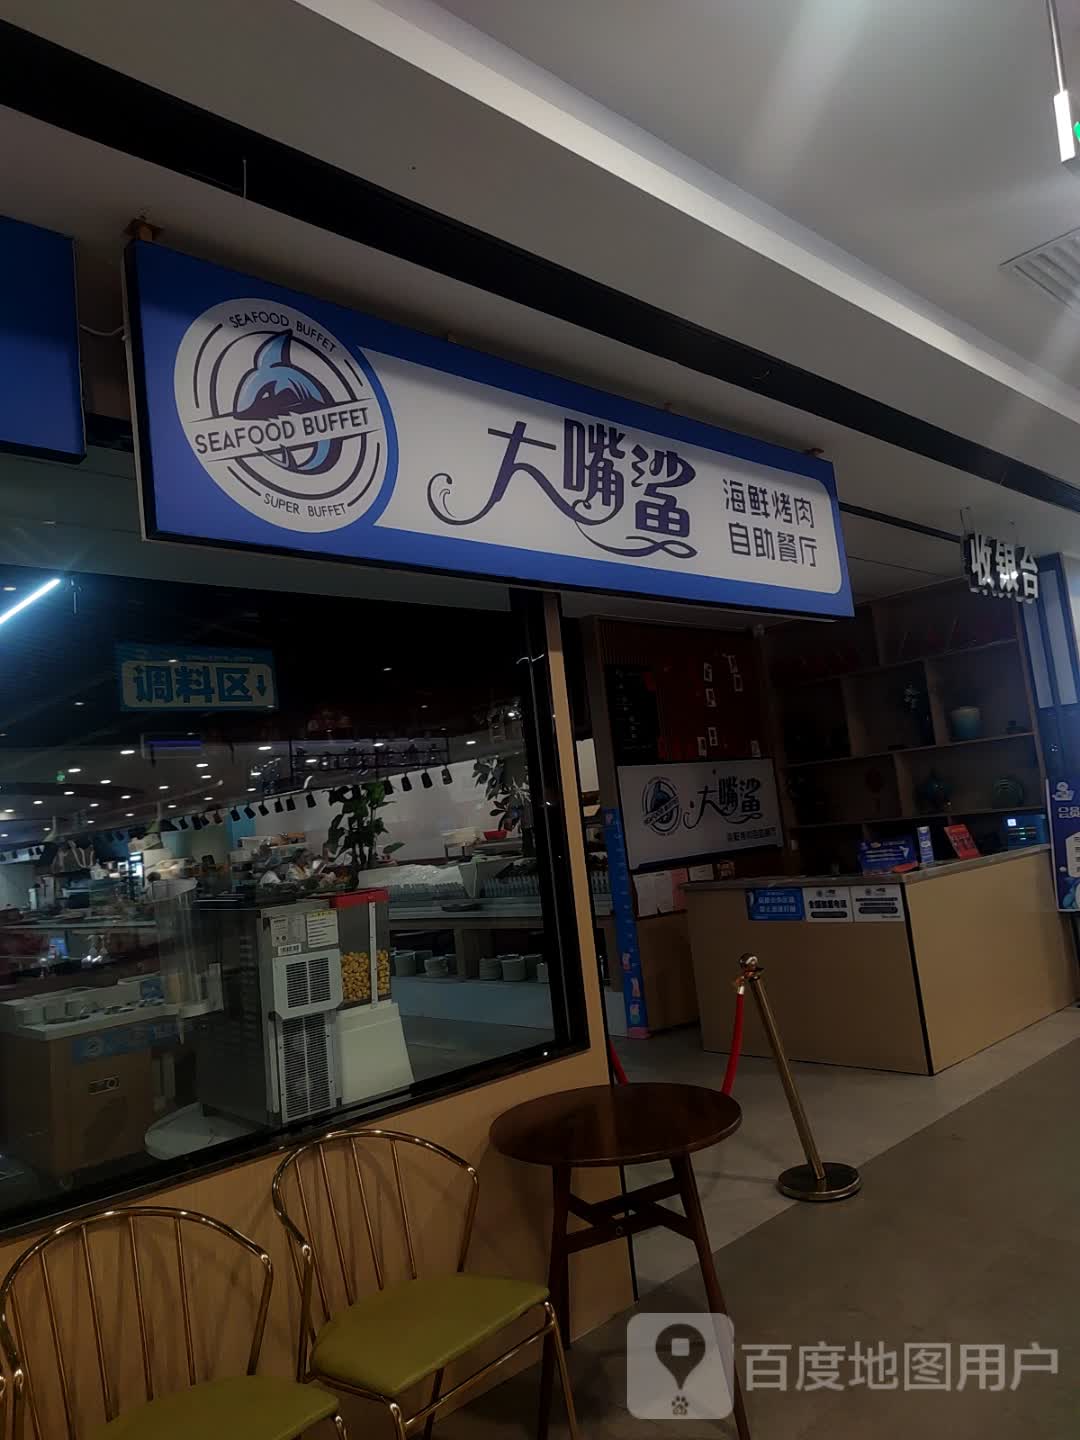 SEAFOOD BUFFET
SEAFOOD BUFFET
SUPER BUFFET
大嘴鲨
海鲜烤肉
自助餐厅
收银台
调料区↓
大嘴鲨
百度地图用户